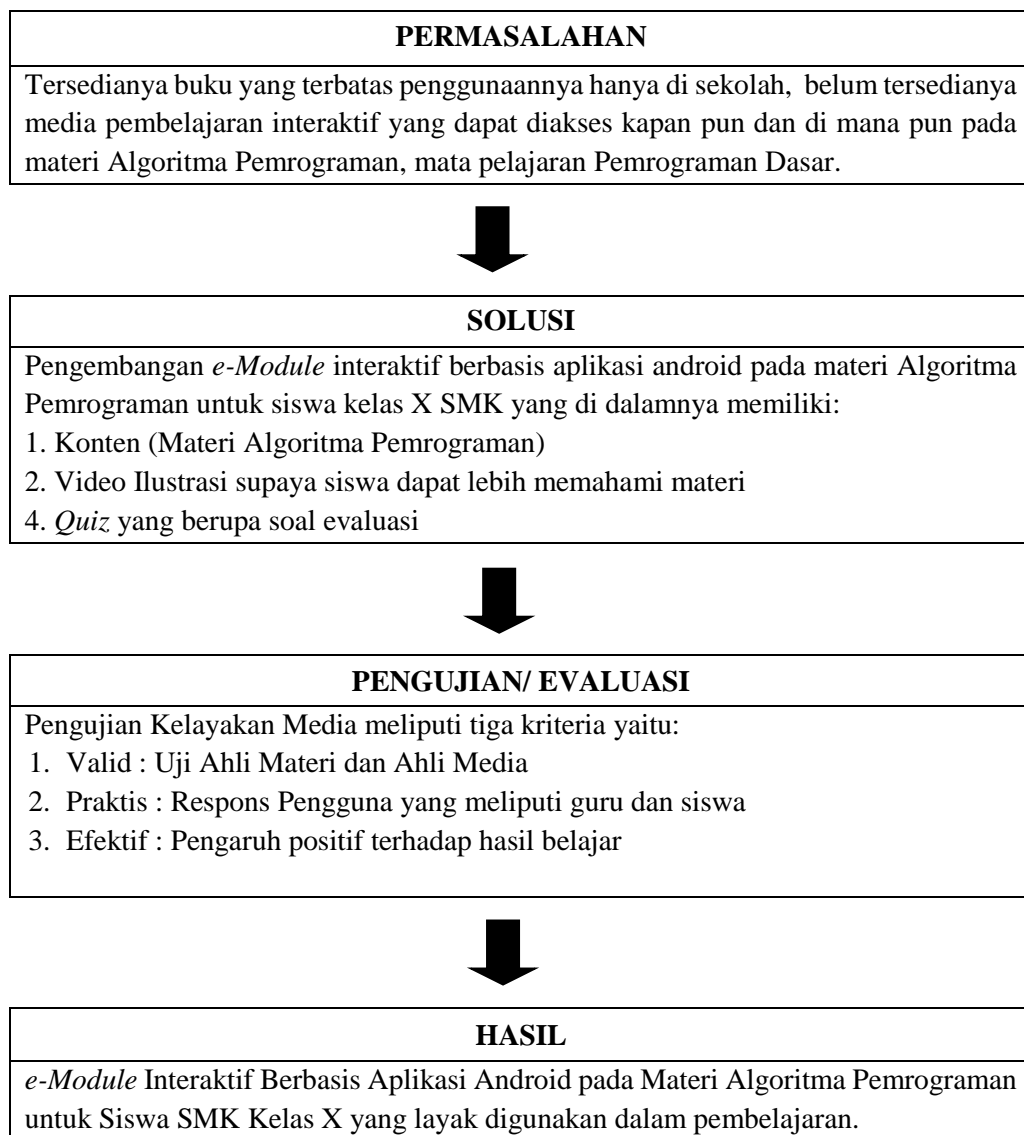 PERMASALAHAN
Tersedianya buku yang terbatas penggunaannya hanya di sekolah, belum tersedianya
media pembelajaran interaktif yang dapat diakses kapan pun dan di mana pun pada
materi Algoritma Pemrograman, mata pelajaran Pemrograman Dasar.
SOLUSI
Pengembangan e-Module interaktif berbasis aplikasi android pada materi Algoritma
Pemrograman untuk siswa kelas X SMK yang di dalamnya memiliki:
1. Konten (Materi Algoritma Pemrograman)
2. Video Ilustrasi supaya siswa dapat lebih memahami materi
4. Quiz yang berupa soal evaluasi
PENGUJIAN/ EVALUASI
Pengujian Kelayakan Media meliputi tiga kriteria yaitu:
1. Valid : Uji Ahli Materi dan Ahli Media
2. Praktis : Respons Pengguna yang meliputi guru dan siswa
3. Efektif : Pengaruh positif terhadap hasil belajar
HASIL
e-Module Interaktif Berbasis Aplikasi Android pada Materi Algoritma Pemrograman
untuk Siswa SMK Kelas X yang layak digunakan dalam pembelajaran.